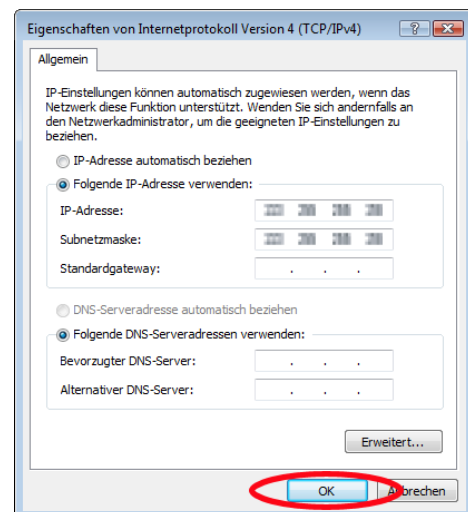 Eigenschaften von Internetprotokoll Version 4 (TCP/IPv4)
Allgemein
IP-Einstellungen können automatisch zugewiesen werden, wenn das
Netzwerk diese Funktion unterstützt. Wenden Sie sich andernfalls an
den Netzwerkadministrator, um die geeigneten IP-Einstellungen zu
beziehen.
IP-Adresse automatisch beziehen
Folgende IP-Adresse verwenden:
IP-Adresse:
Subnetzmaske:
Standardgateway: . . .
DNS-Serveradresse automatisch beziehen
Folgende DNS-Serveradressen verwenden:
Bevorzugter DNS-Server: . . .
Alternativer DNS-Server: . . .
Erweitert...
OK Abbrechen